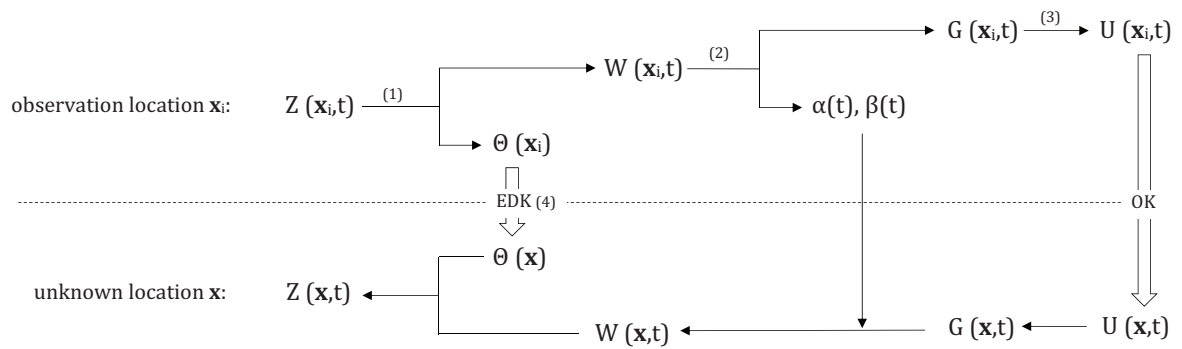 G (xᵢ,t) (3) U (xᵢ,t)
W (xᵢ,t) (2)
observation location xᵢ: Z (xᵢ,t) (1) α(t), β(t)
Θ (xᵢ)
EDK (4) OK
Θ (x)
unknown location x: Z (x,t)
W (x,t) G (x,t) U (x,t)